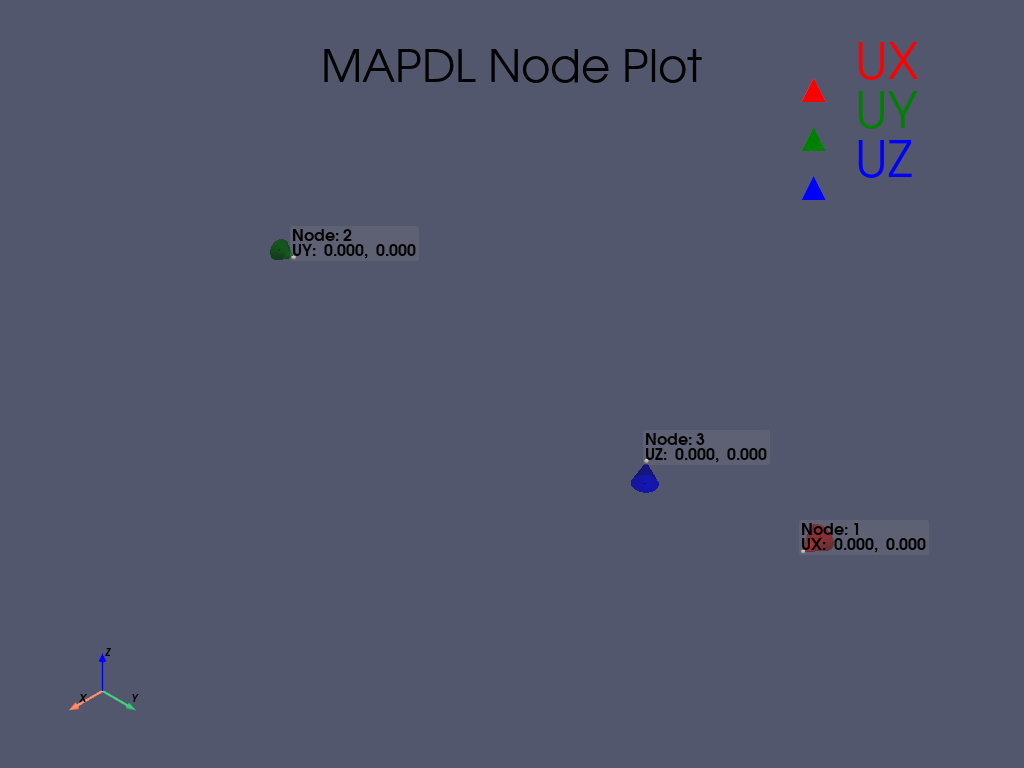 MAPDL Node Plot
UX
UY
UZ
Node: 2
UY: 0.000, 0.000
Node: 3
UZ: 0.000, 0.000
Node: 1
UX: 0.000, 0.000
Z
X
Y